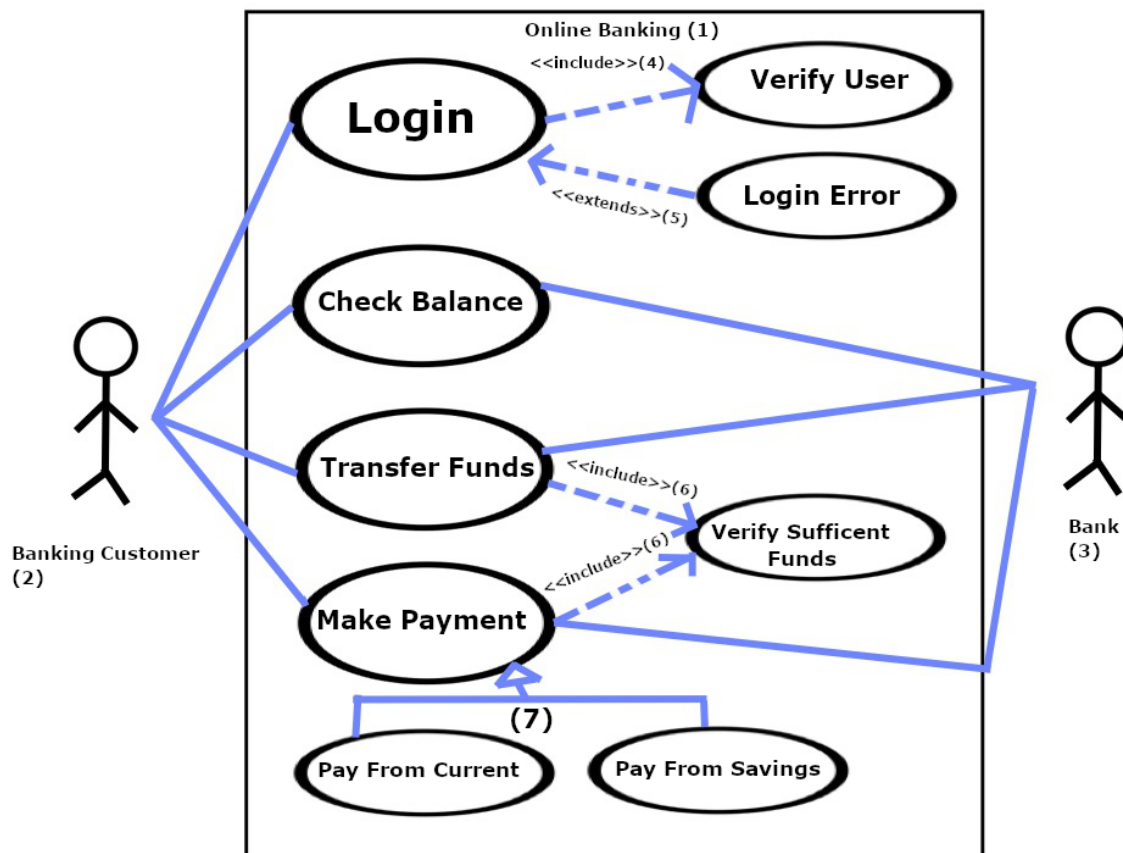 Online Banking (1)
<<include>>(4)
Verify User
Login
Login Error
<<extends>>(5)
Check Balance
Transfer Funds
<<include>>(6)
Verify Sufficent
Funds
<<include>>(6)
Banking Customer
(2)
Bank
(3)
Make Payment
(7)
Pay From Current
Pay From Savings